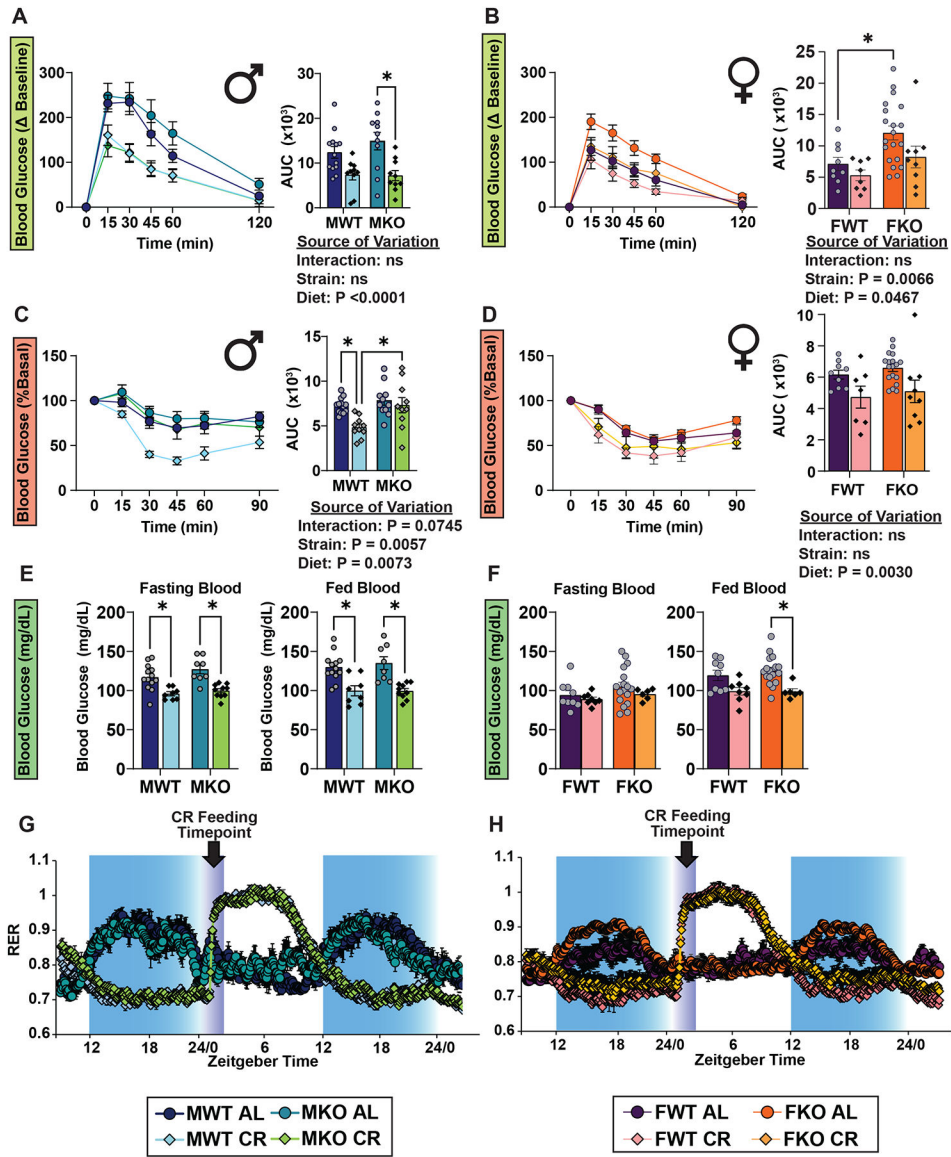 A
Blood Glucose (Δ Baseline)
300
200
100
0
0 15 30 45 60 120
Time (min)
♂
AUC (x10³)
30
20
10
0
*
MWT MKO
Source of Variation
Interaction: ns
Strain: ns
Diet: P <0.0001
B
Blood Glucose (Δ Baseline)
300
200
100
0
0 15 30 45 60 120
Time (min)
♀
AUC ( x10³)
25
20
15
10
5
0
*
FWT FKO
Source of Variation
Interaction: ns
Strain: P = 0.0066
Diet: P = 0.0467
C
Blood Glucose (%Basal)
150
100
50
0
0 15 30 45 60 90
Time (min)
♂
AUC (x10³)
15
10
5
0
* *
MWT MKO
Source of Variation
Interaction: P = 0.0745
Strain: P = 0.0057
Diet: P = 0.0073
D
Blood Glucose (%Basal)
150
100
50
0
0 15 30 45 60 90
Time (min)
♀
AUC (x10³)
10
8
6
4
2
0
FWT FKO
Source of Variation
Interaction: ns
Strain: ns
Diet: P = 0.0030
E
Blood Glucose (mg/dL)
Fasting Blood
Blood Glucose (mg/dL)
200
150
100
50
0
* *
MWT MKO
Fed Blood
Blood Glucose (mg/dL)
200
150
100
50
0
* *
MWT MKO
F
Blood Glucose (mg/dL)
Fasting Blood
Blood Glucose (mg/dL)
200
150
100
50
0
FWT FKO
Fed Blood
Blood Glucose (mg/dL)
200
150
100
50
0
*
FWT FKO
G
CR Feeding
Timepoint
RER
1.1
1
0.9
0.8
0.7
0.6
12 18 24/0 6 12 18 24/0
Zeitgeber Time
H
CR Feeding
Timepoint
1.1
1
0.9
0.8
0.7
0.6
12 18 24/0 6 12 18 24/0
Zeitgeber Time
MWT AL MKO AL
MWT CR MKO CR
FWT AL FKO AL
FWT CR FKO CR